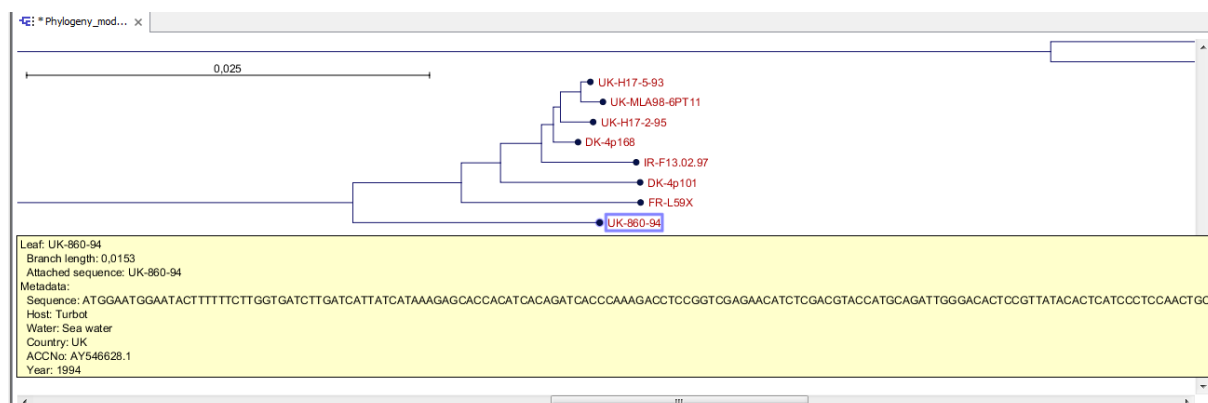 * Phylogeny_mod... ×
0,025
UK-H17-5-93
UK-MLA98-6PT11
UK-H17-2-95
DK-4p168
IR-F13.02.97
DK-4p101
FR-L59X
UK-860-94
Leaf: UK-860-94
Branch length: 0,0153
Attached sequence: UK-860-94
Metadata:
Sequence: ATGGAATGGAATACTTTTTTCTTGGTGATCTTGATCATTATCATAAAGAGCACCACATCACAGATCACCCAAAGACCTCCGGTCGAGAACATCTCGACGTACCATGCAGATTGGGACACTCCGTTATACACTCATCCCTCCAACTGC
Host: Turbot
Water: Sea water
Country: UK
ACCNo: AY546628.1
Year: 1994